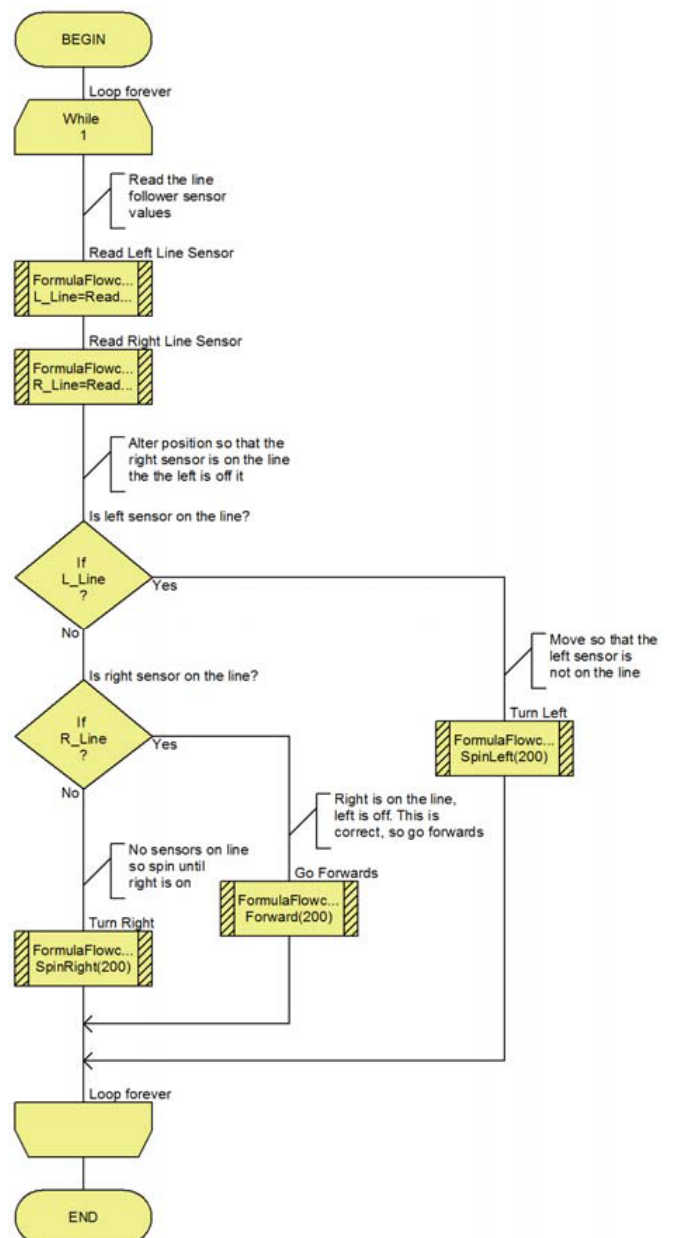 BEGIN
Loop forever
While
1
Read the line
follower sensor
values
Read Left Line Sensor
FormulaFlowc...
L_Line=Read...
Read Right Line Sensor
FormulaFlowc...
R_Line=Read...
Alter position so that the
right sensor is on the line
the the left is off it
Is left sensor on the line?
If
L_Line
?
Yes
No
Move so that the
left sensor is
not on the line
Turn Left
FormulaFlowc...
SpinLeft(200)
Is right sensor on the line?
If
R_Line
?
Yes
No
Right is on the line,
left is off. This is
correct, so go forwards
Go Forwards
FormulaFlowc...
Forward(200)
No sensors on line
so spin until
right is on
Turn Right
FormulaFlowc...
SpinRight(200)
Loop forever
END